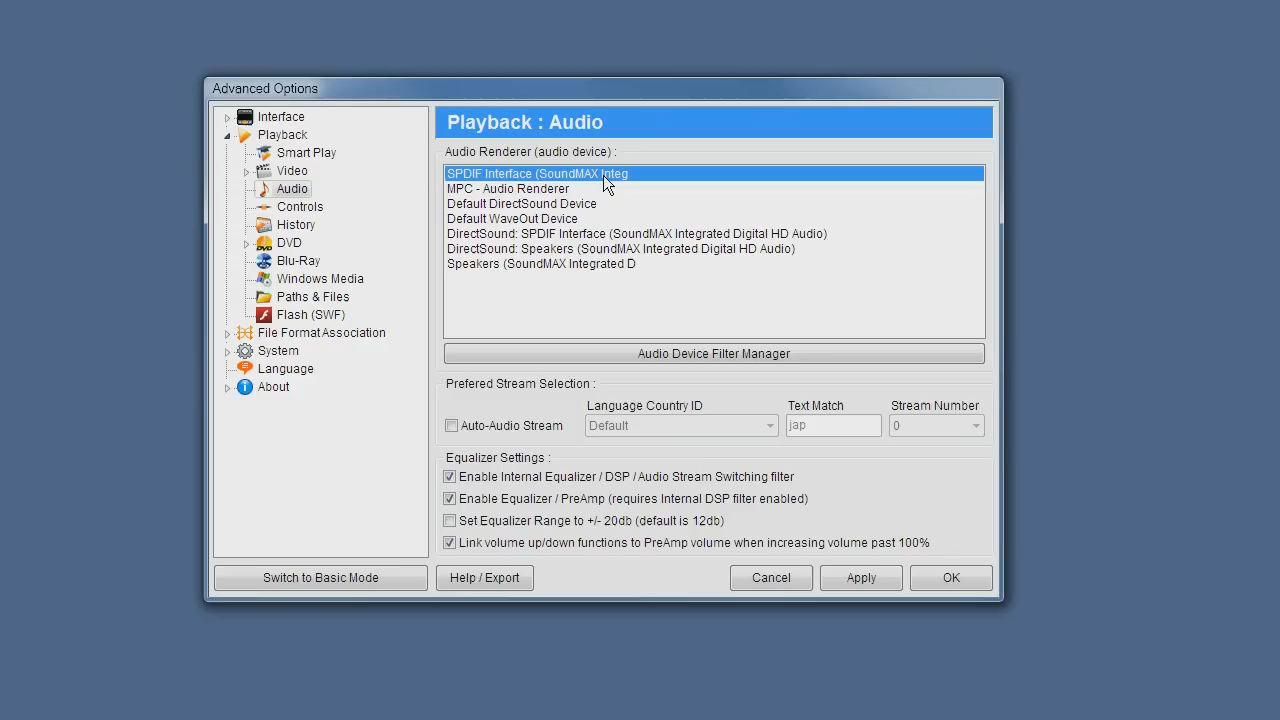 Advanced Options
Interface
Playback
Smart Play
Video
Audio
Controls
History
DVD
Blu-Ray
Windows Media
Paths & Files
Flash (SWF)
File Format Association
System
Language
About
Switch to Basic Mode
Playback : Audio
Audio Renderer (audio device) :
SPDIF Interface (SoundMAX Integ
MPC - Audio Renderer
Default DirectSound Device
Default WaveOut Device
DirectSound: SPDIF Interface (SoundMAX Integrated Digital HD Audio)
DirectSound: Speakers (SoundMAX Integrated Digital HD Audio)
Speakers (SoundMAX Integrated D
Audio Device Filter Manager
Prefered Stream Selection :
Language Country ID Text Match Stream Number
Auto-Audio Stream Default jap 0
Equalizer Settings :
Enable Internal Equalizer / DSP / Audio Stream Switching filter
Enable Equalizer / PreAmp (requires Internal DSP filter enabled)
Set Equalizer Range to +/- 20db (default is 12db)
Link volume up/down functions to PreAmp volume when increasing volume past 100%
Help / Export Cancel Apply OK